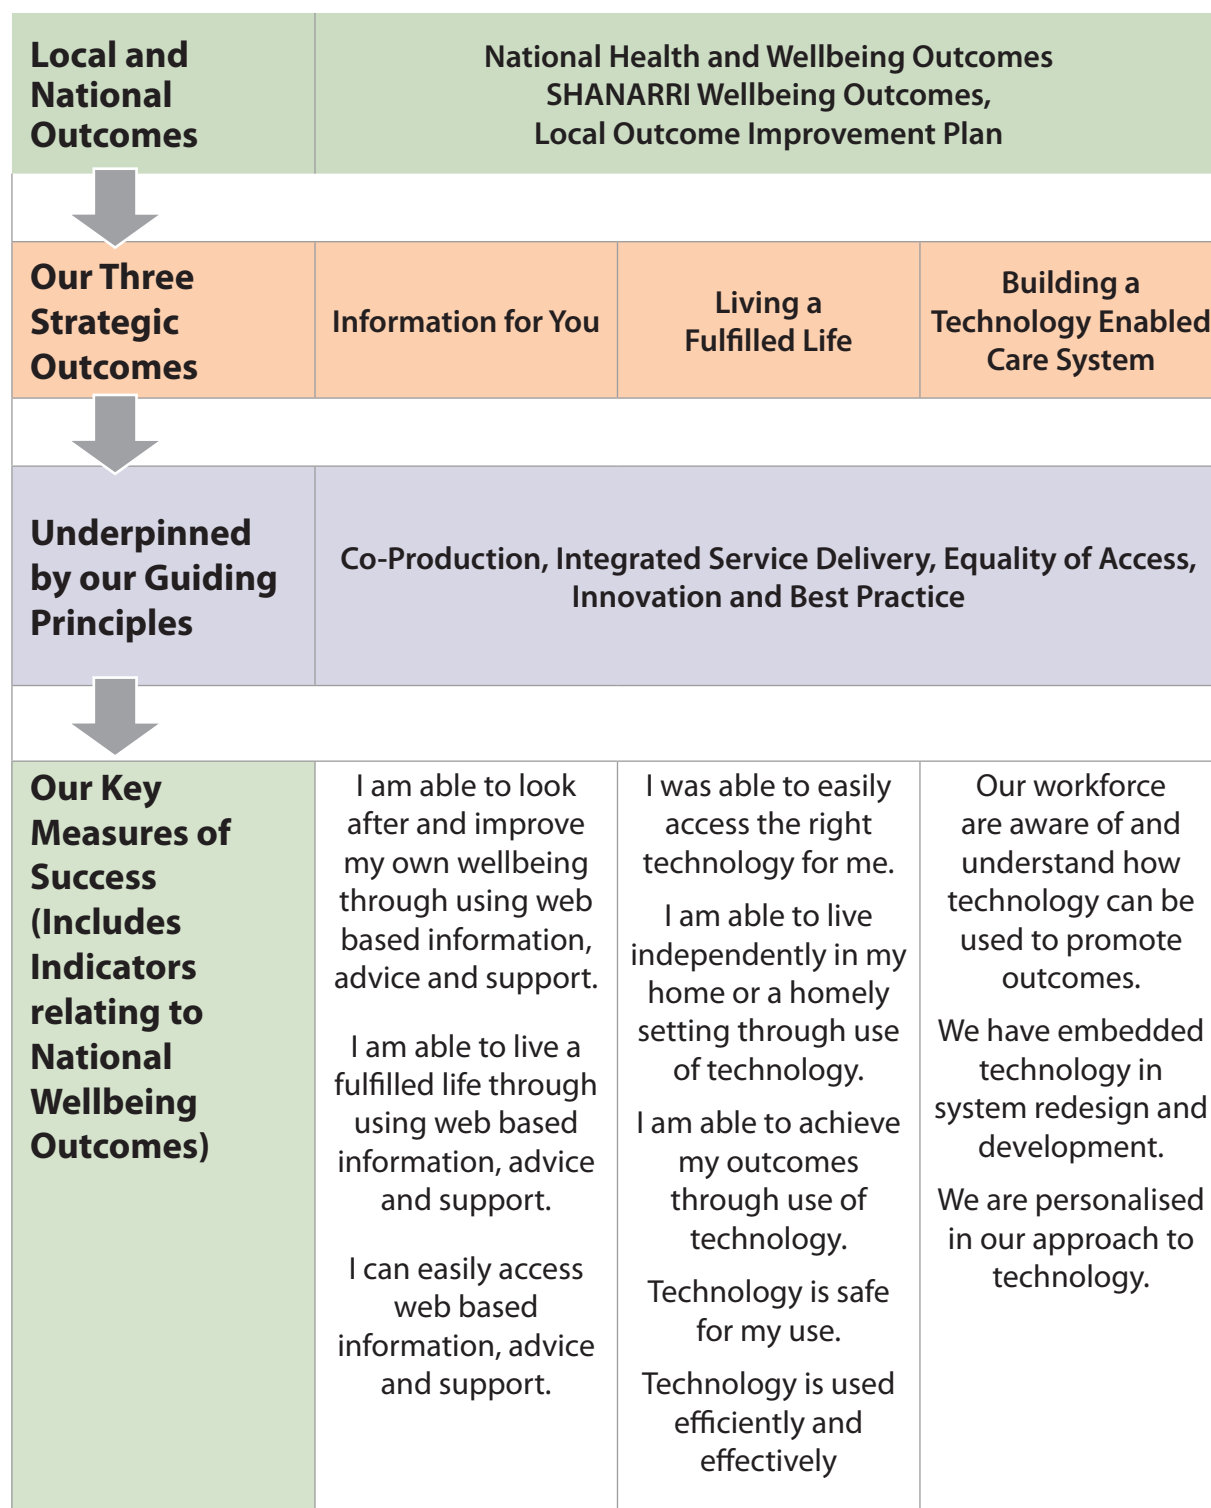 Local and
National
Outcomes
National Health and Wellbeing Outcomes
SHANARRI Wellbeing Outcomes,
Local Outcome Improvement Plan
Our Three
Strategic
Outcomes
Information for You
Living a
Fulfilled Life
Building a
Technology Enabled
Care System
Underpinned
by our Guiding
Principles
Co-Production, Integrated Service Delivery, Equality of Access,
Innovation and Best Practice
Our Key
Measures of
Success
(Includes
Indicators
relating to
National
Wellbeing
Outcomes)
I am able to look
after and improve
my own wellbeing
through using web
based information,
advice and support.
I am able to live a
fulfilled life through
using web based
information, advice
and support.
I can easily access
web based
information, advice
and support.
I was able to easily
access the right
technology for me.
I am able to live
independently in my
home or a homely
setting through use
of technology.
I am able to achieve
my outcomes
through use of
technology.
Technology is safe
for my use.
Technology is used
efficiently and
effectively
Our workforce
are aware of and
understand how
technology can be
used to promote
outcomes.
We have embedded
technology in
system redesign and
development.
We are personalised
in our approach to
technology.